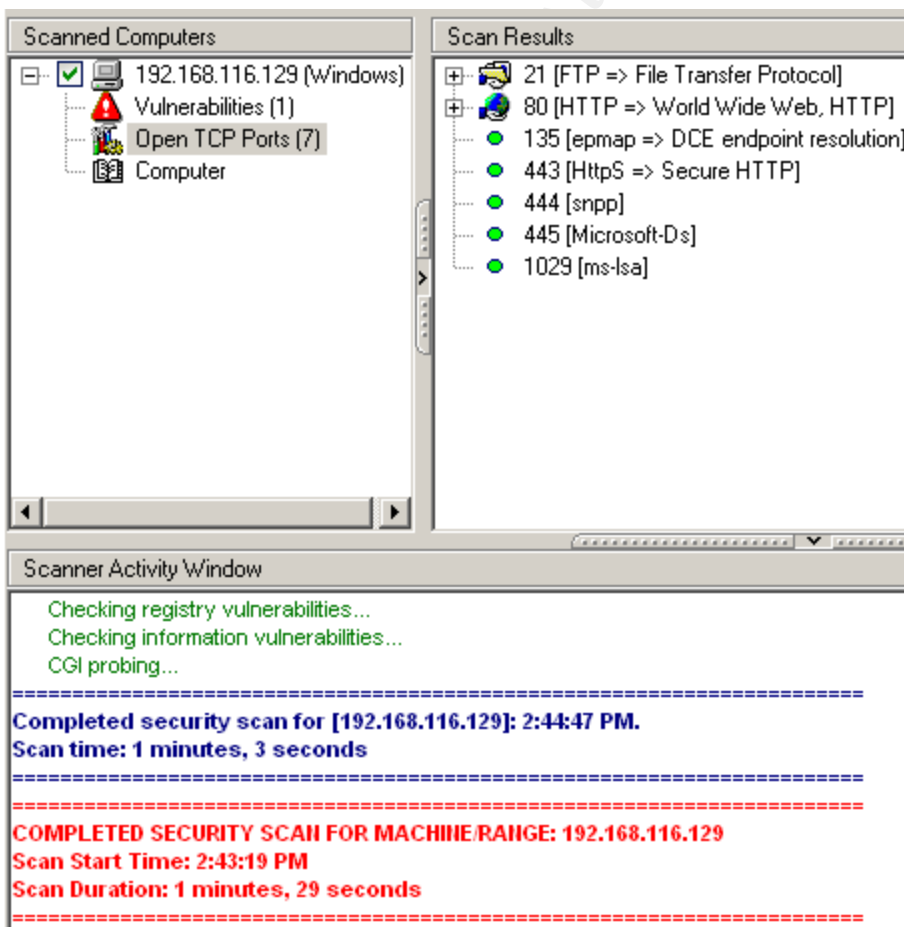 Scanned Computers
192.168.116.129 (Windows)
Vulnerabilities (1)
Open TCP Ports (7)
Computer
Scan Results
21 [FTP => File Transfer Protocol]
80 [HTTP => World Wide Web, HTTP]
135 [epmap => DCE endpoint resolution]
443 [HttpS => Secure HTTP]
444 [snpp]
445 [Microsoft-Ds]
1029 [ms-lsa]
Scanner Activity Window
Checking registry vulnerabilities...
Checking information vulnerabilities...
CGI probing...
Completed security scan for [192.168.116.129]: 2:44:47 PM.
Scan time: 1 minutes, 3 seconds
COMPLETED SECURITY SCAN FOR MACHINE/RANGE: 192.168.116.129
Scan Start Time: 2:43:19 PM
Scan Duration: 1 minutes, 29 seconds